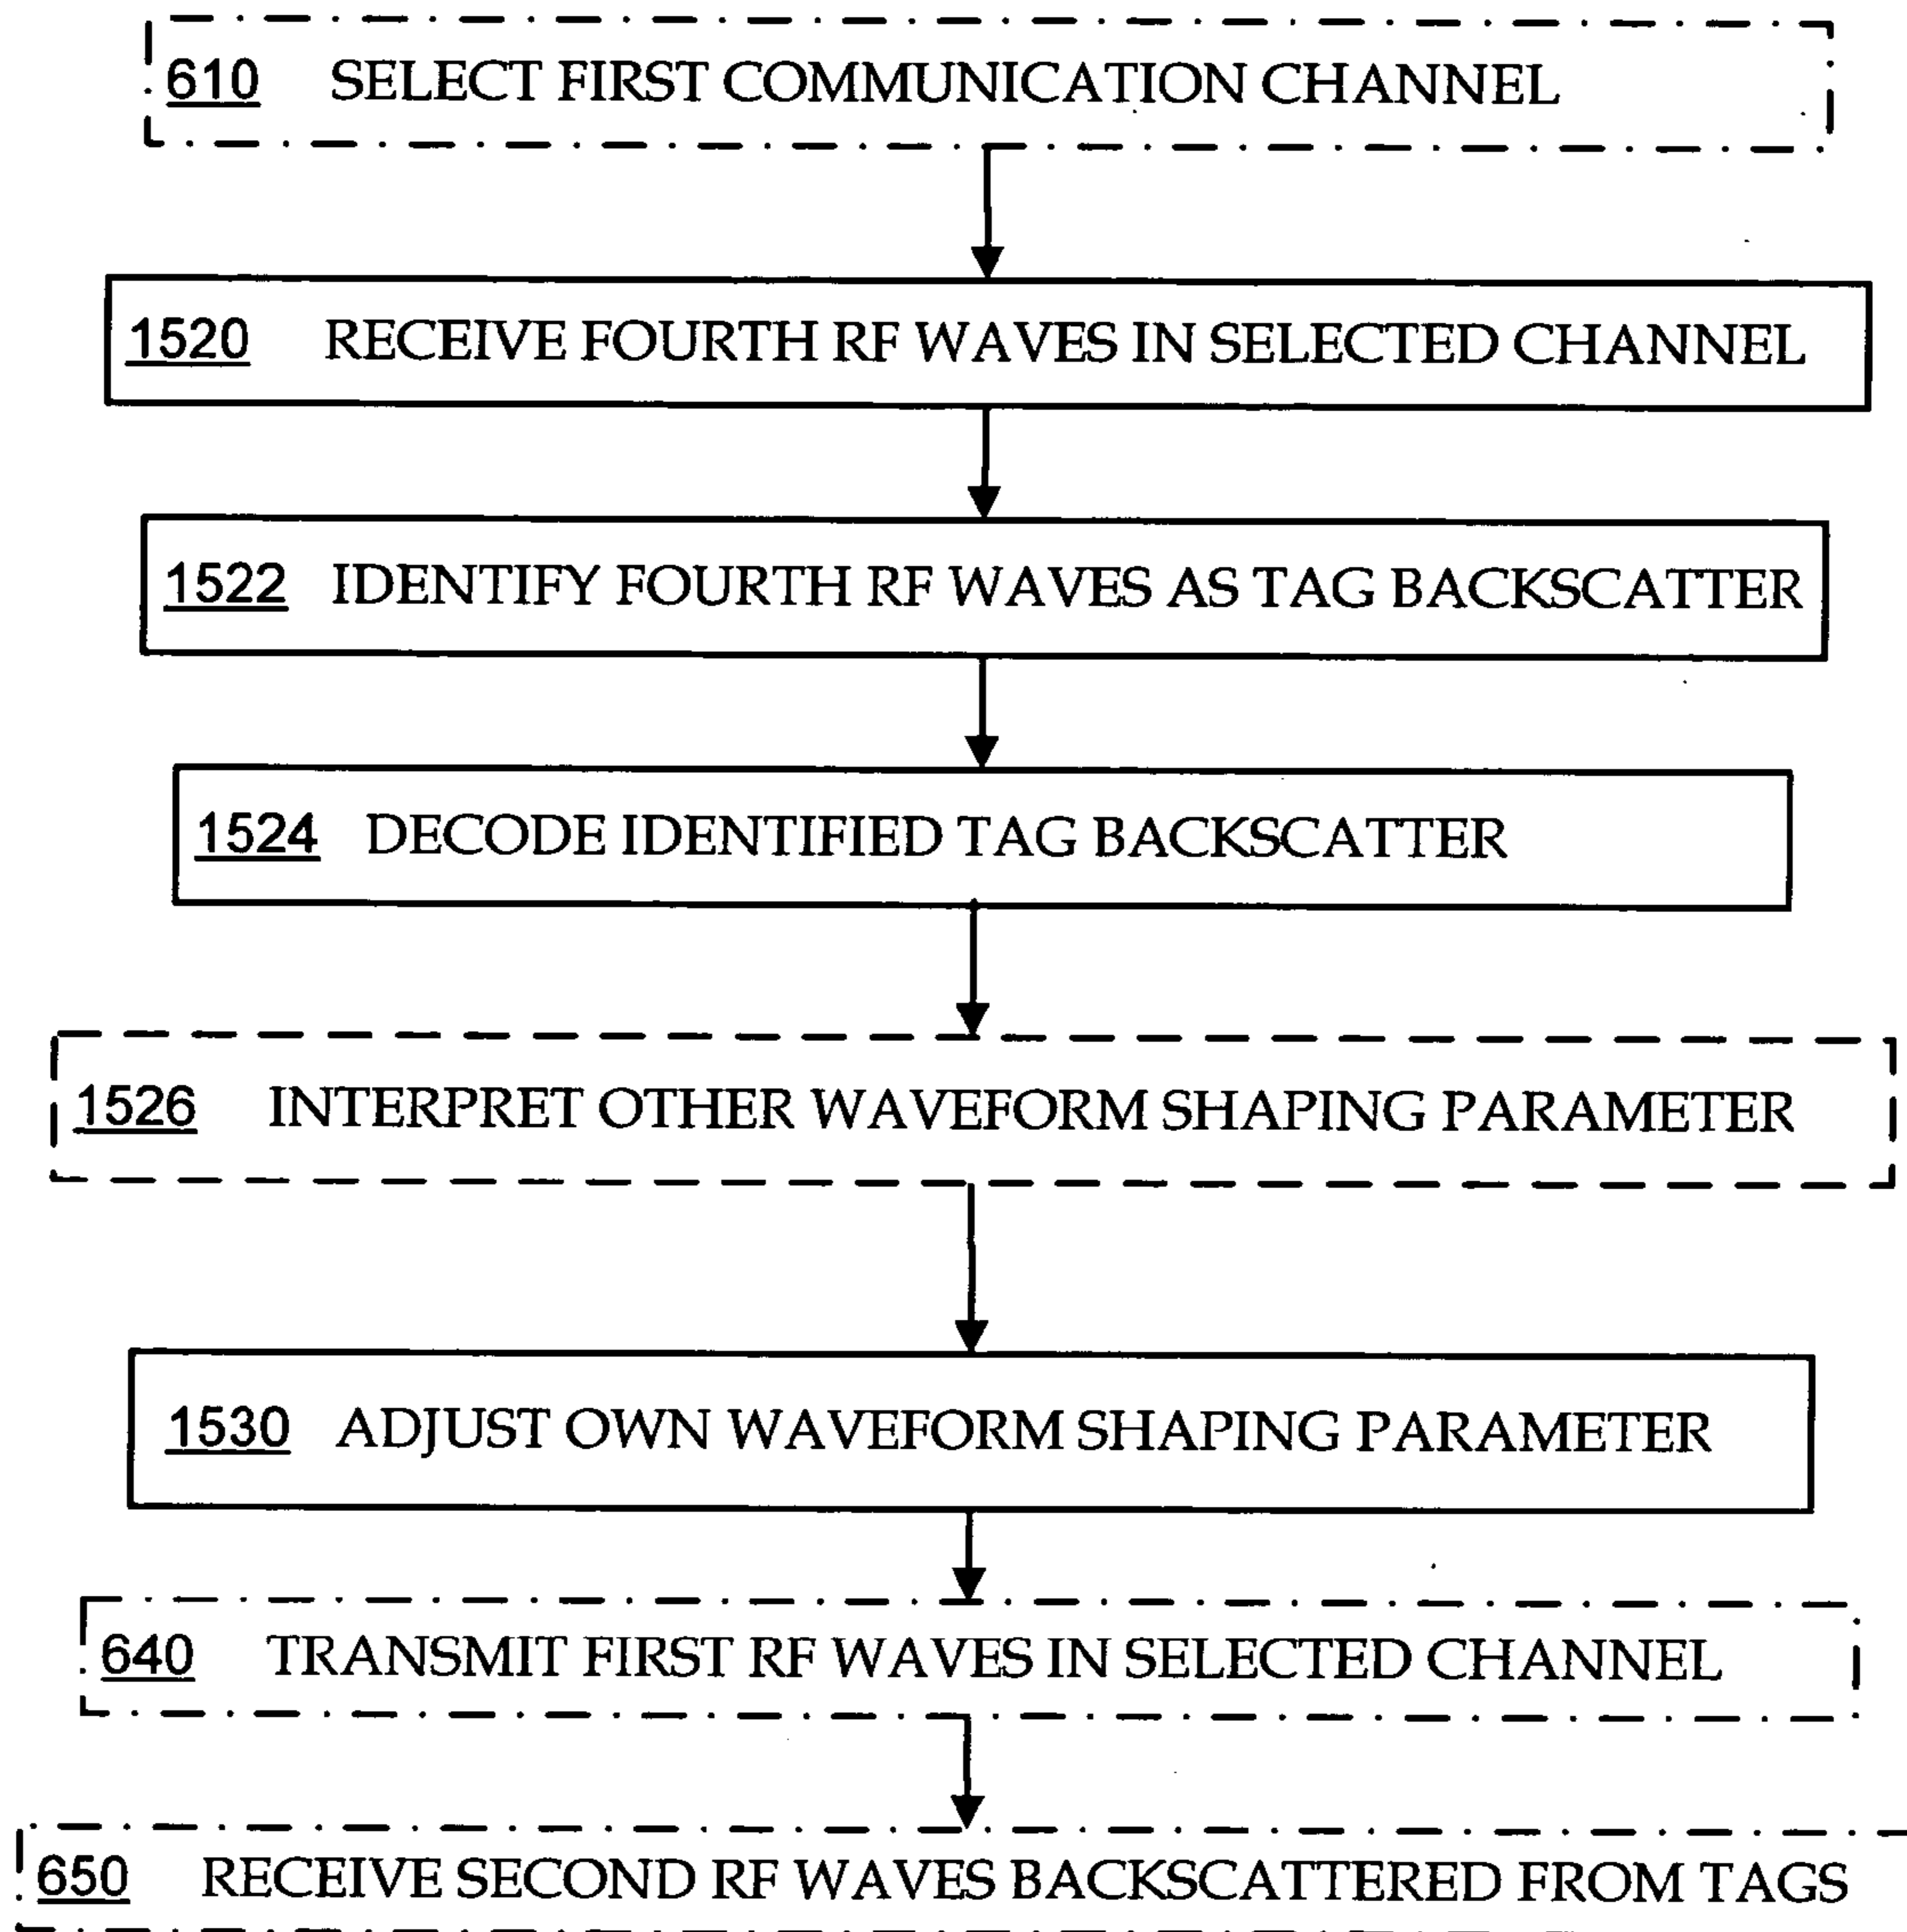 610 SELECT FIRST COMMUNICATION CHANNEL
1520 RECEIVE FOURTH RF WAVES IN SELECTED CHANNEL
1522 IDENTIFY FOURTH RF WAVES AS TAG BACKSCATTER
1524 DECODE IDENTIFIED TAG BACKSCATTER
1526 INTERPRET OTHER WAVEFORM SHAPING PARAMETER
1530 ADJUST OWN WAVEFORM SHAPING PARAMETER
640 TRANSMIT FIRST RF WAVES IN SELECTED CHANNEL
650 RECEIVE SECOND RF WAVES BACKSCATTERED FROM TAGS